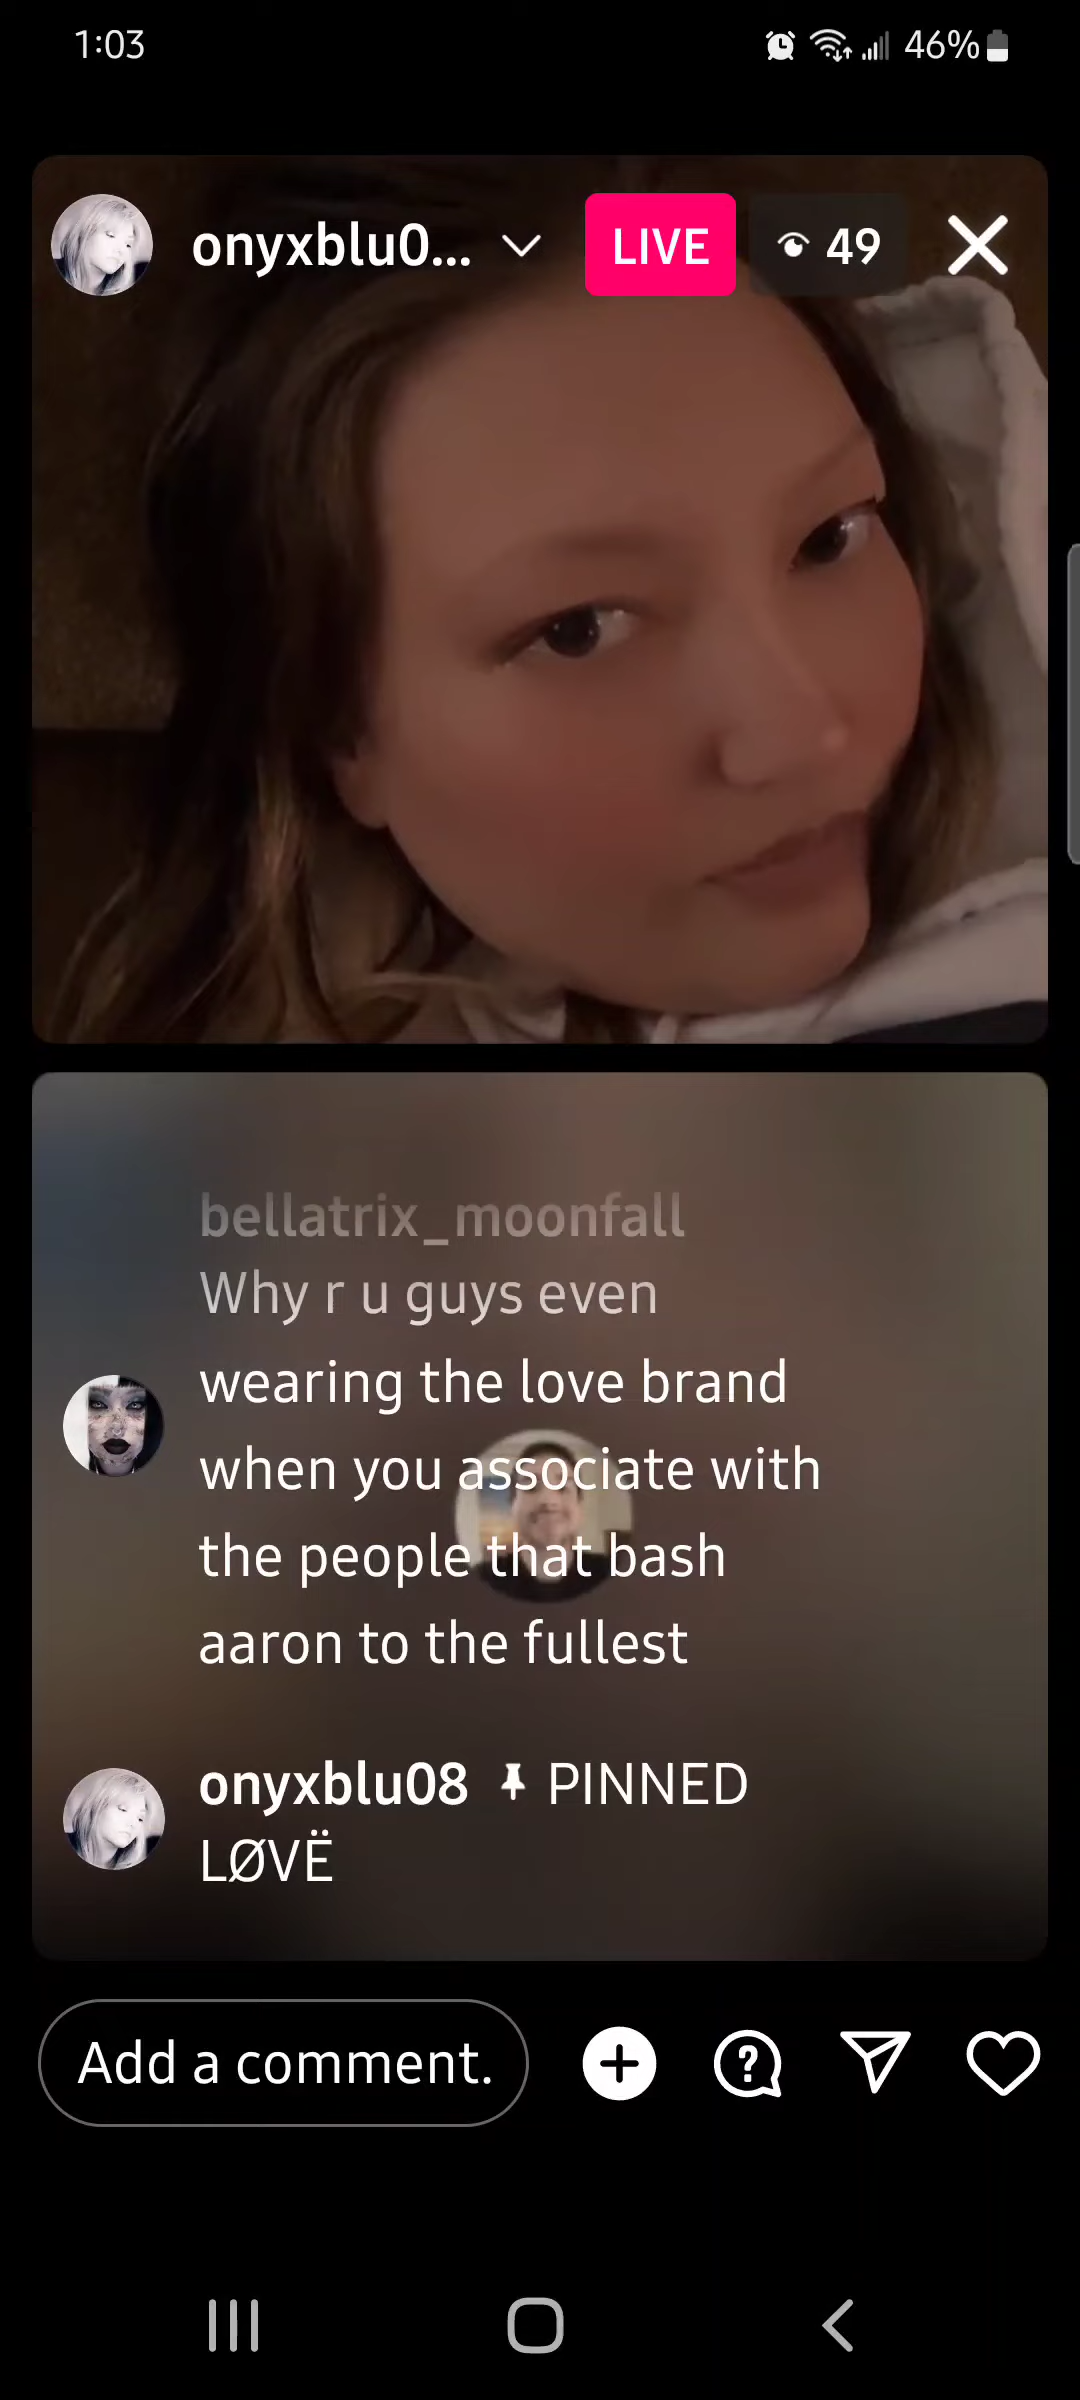 1:03
46%
onyxblu0...
LIVE
49
bellatrix_moonfall
Why r u guys even
wearing the love brand
when you associate with
the people that bash
aaron to the fullest
onyxblu08 PINNED
LØVË
Add a comment.